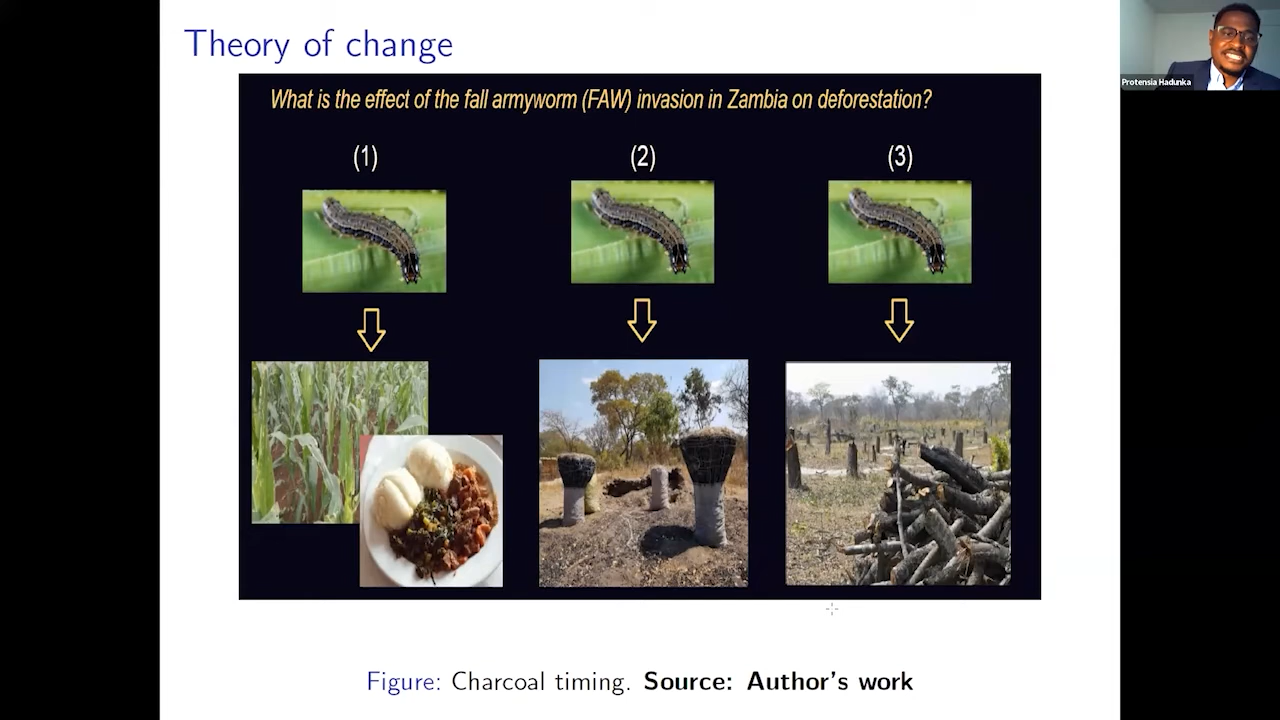 Theory of change
Protensia Hadunka
What is the effect of the fall armyworm (FAW) invasion in Zambia on deforestation?
(1)
(2)
(3)
Figure: Charcoal timing. Source: Author's work